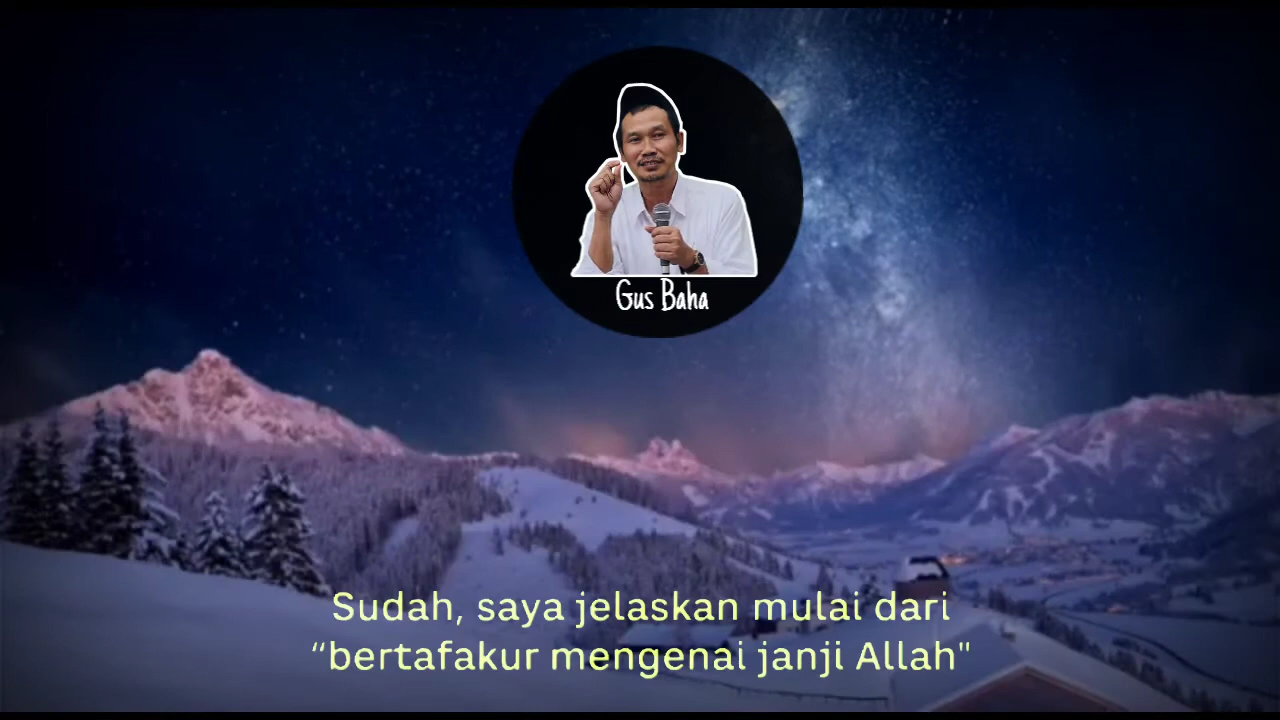 Gus Baha
Sudah, saya jelaskan mulai dari
“bertafakur mengenai janji Allah"